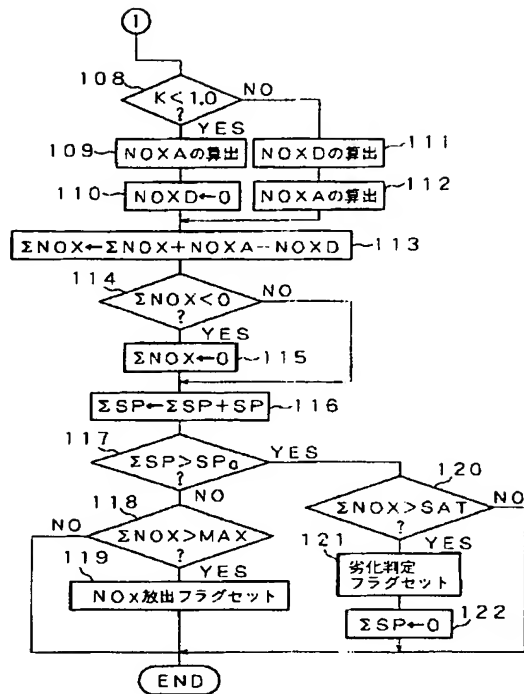 1
108
K<1.0
?
NO
YES
109
NOXAの算出
NOXDの算出
111
110
NOXD←0
NOXAの算出
112
ΣNOX←ΣNOX+NOXA-NOXD
113
114
ΣNOX<0
?
NO
YES
ΣNOX←0
115
ΣSP←ΣSP+SP
116
117
ΣSP>SP₀
?
YES
NO
120
ΣNOX>SAT
?
NO
YES
118
NO
ΣNOX>MAX
?
YES
121
劣化判定
フラグセット
119
NOx放出フラグセット
ΣSP←0
122
END